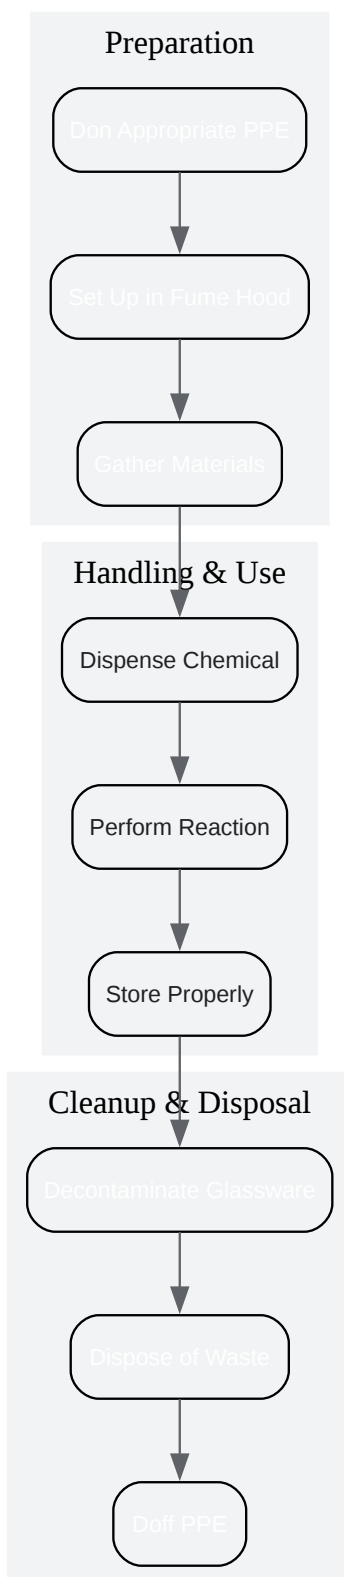 Preparation
Don Appropriate PPE
Set Up in Fume Hood
Gather Materials
Handling & Use
Dispense Chemical
Perform Reaction
Store Properly
Cleanup & Disposal
Decontaminate Glassware
Dispose of Waste
Doff PPE